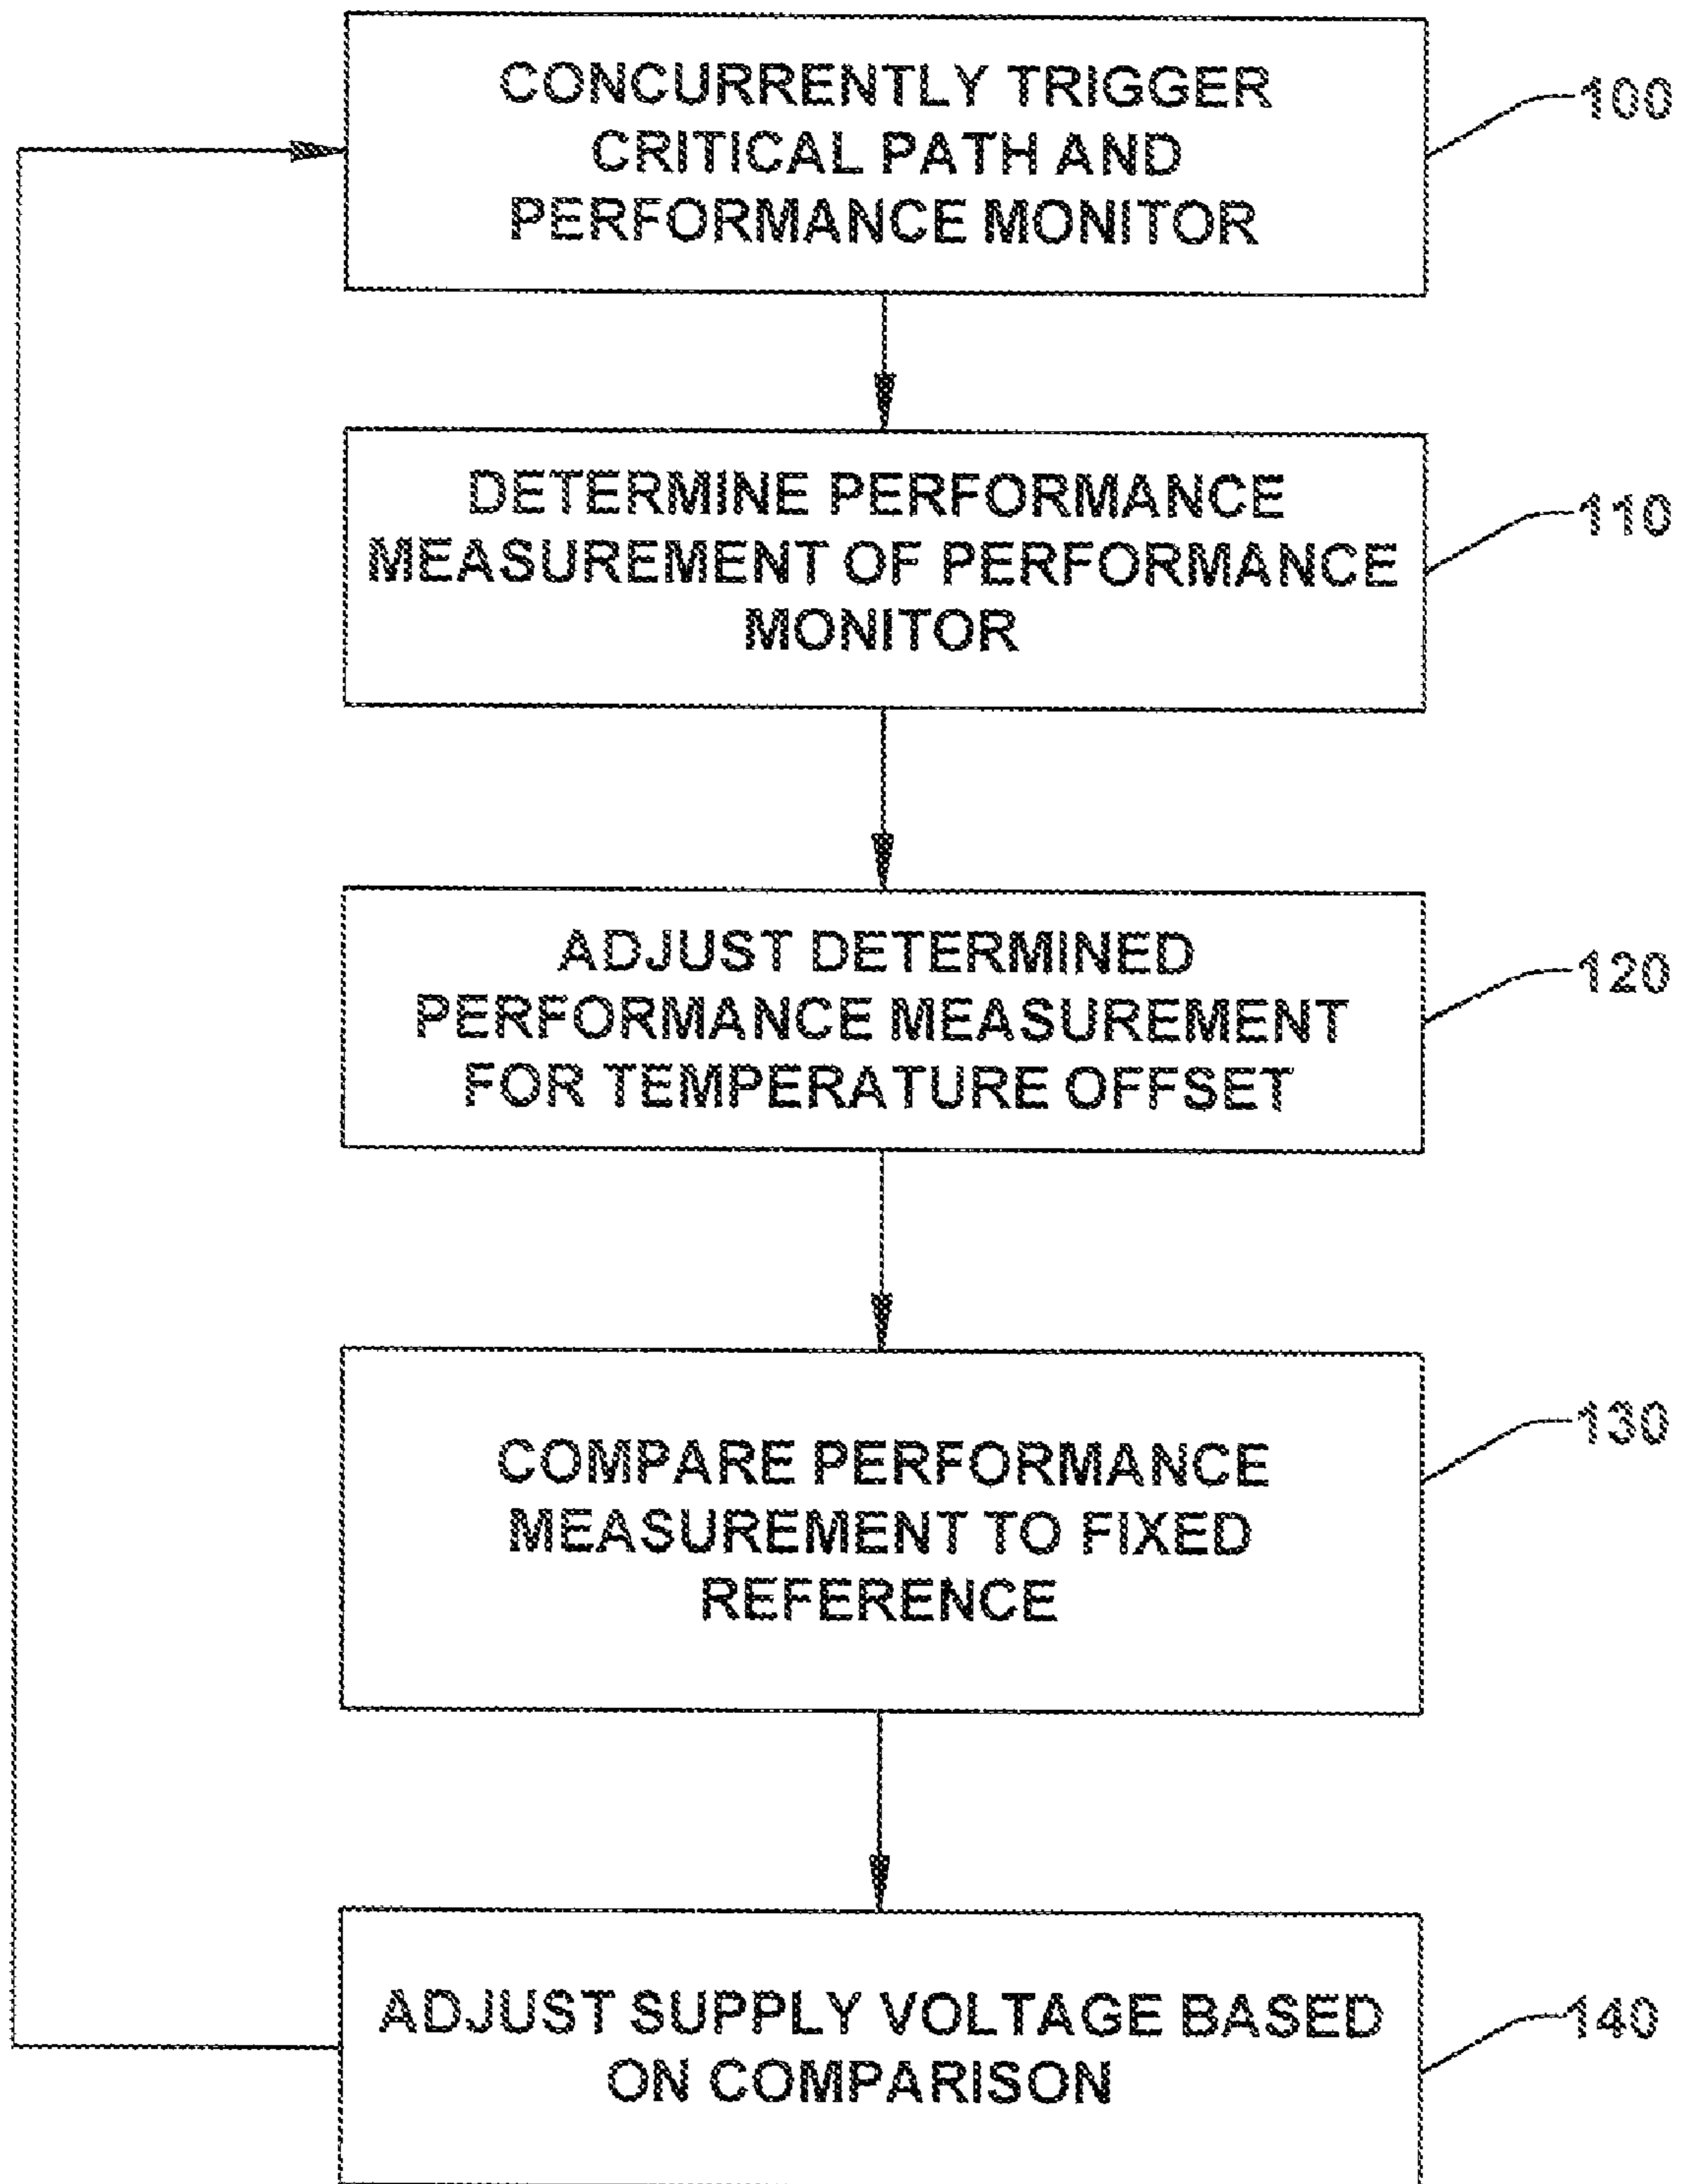 CONCURRENTLY TRIGGER
CRITICAL PATH AND
PERFORMANCE MONITOR
100
DETERMINE PERFORMANCE
MEASUREMENT OF PERFORMANCE
MONITOR
110
ADJUST DETERMINED
PERFORMANCE MEASUREMENT
FOR TEMPERATURE OFFSET
120
COMPARE PERFORMANCE
MEASUREMENT TO FIXED
REFERENCE
130
ADJUST SUPPLY VOLTAGE BASED
ON COMPARISON
140